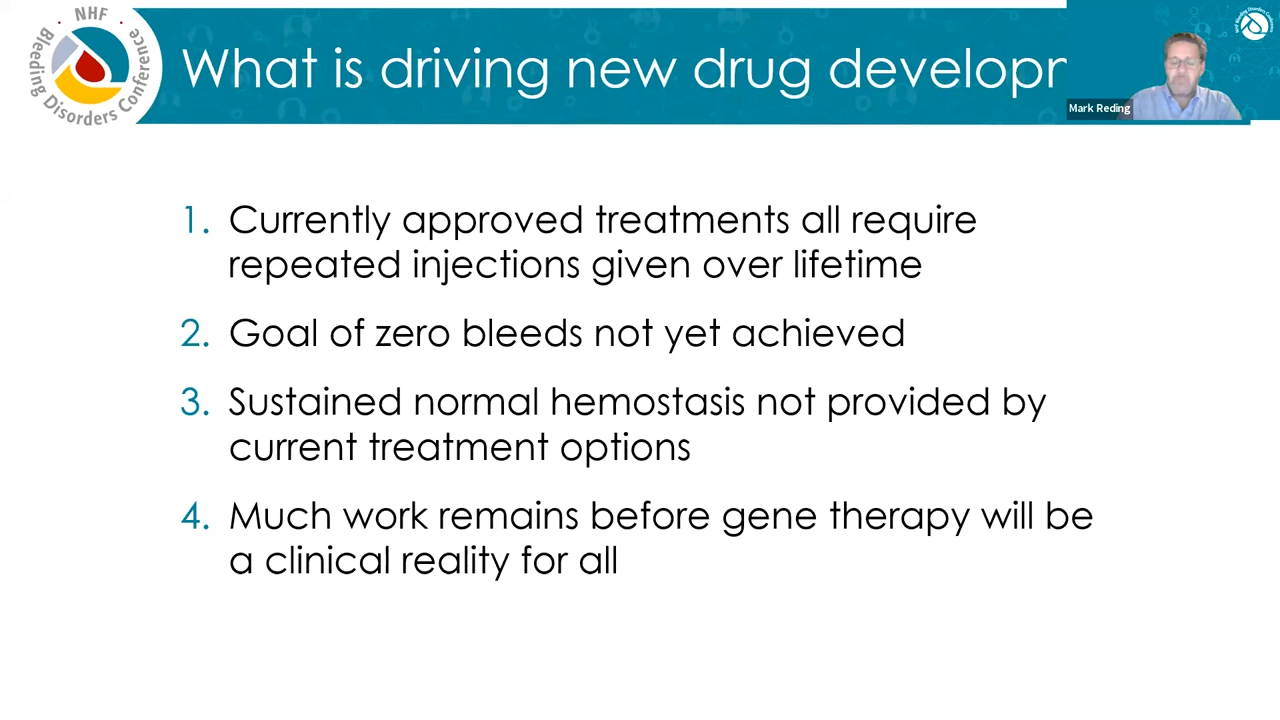 NHF
Bleeding Disorders Conference
What is driving new drug developm
Mark Reding
1. Currently approved treatments all require
repeated injections given over lifetime
2. Goal of zero bleeds not yet achieved
3. Sustained normal hemostasis not provided by
current treatment options
4. Much work remains before gene therapy will be
a clinical reality for all